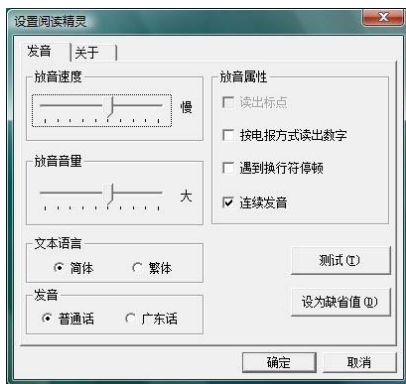 设置阅读精灵
发音 关于
放音速度
慢
放音音量
大
文本语言
简体 繁体
发音
普通话 广东话
放音属性
读出标点
按电报方式读出数字
遇到换行符停顿
连续发音
测试(T)
设为缺省值(D)
确定 取消